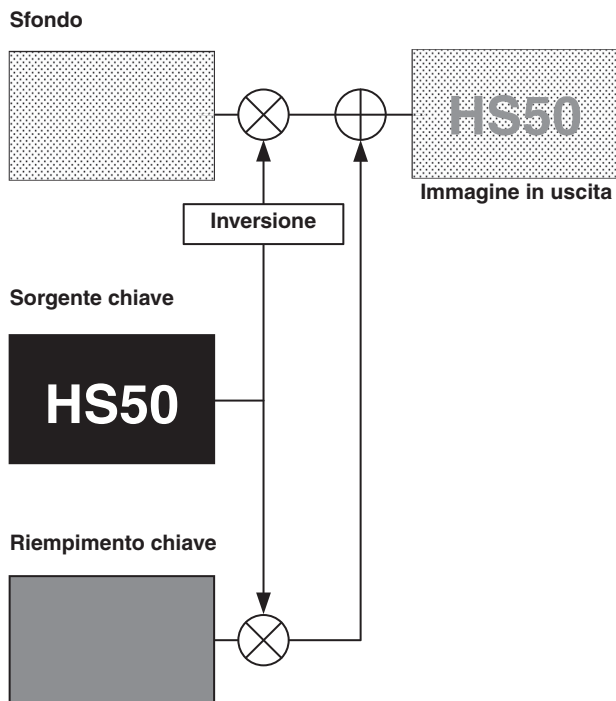 Sfondo
HS50
Immagine in uscita
Inversione
Sorgente chiave
HS50
Riempimento chiave